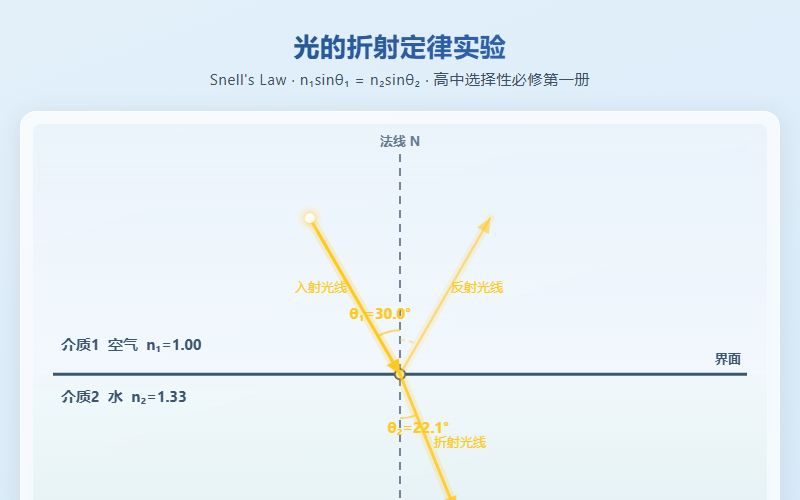 光的折射定律实验
Snell's Law · n₁sinθ₁ = n₂sinθ₂ · 高中选择性必修第一册
法线 N
入射光线
反射光线
θ₁=30.0°
介质1 空气 n₁=1.00
界面
介质2 水 n₂=1.33
θ₂=22.1°
折射光线